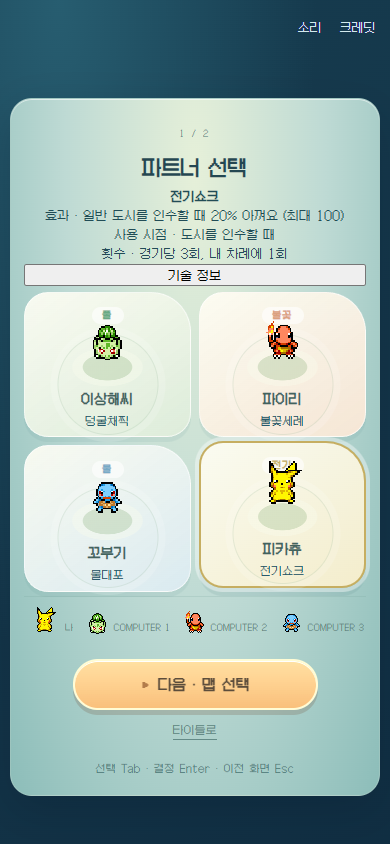 소리 크레딧
1 / 2
파트너 선택
전기쇼크
효과 · 일반 도시를 인수할 때 20% 아껴요 (최대 100)
사용 시점 · 도시를 인수할 때
횟수 · 경기당 3회, 내 차례에 1회
기술 정보
풀
이상해씨
덩굴채찍
불꽃
파이리
불꽃세례
물
꼬부기
물대포
피카츄
전기쇼크
나 COMPUTER 1 COMPUTER 2 COMPUTER 3
▶ 다음 · 맵 선택
타이틀로
선택 Tab · 결정 Enter · 이전 화면 Esc